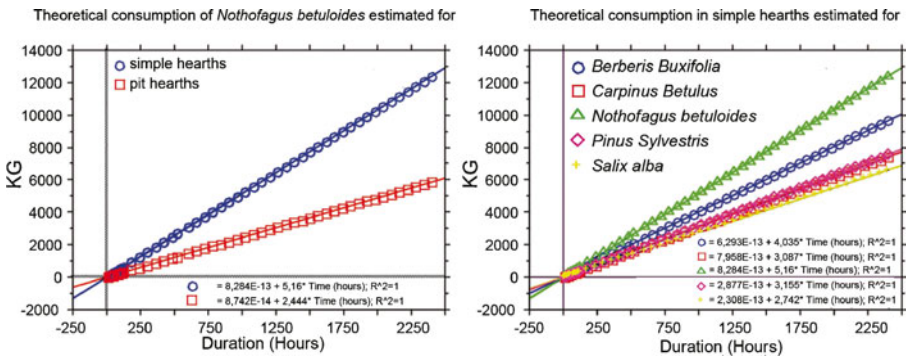 Theoretical consumption of Nothofagus betuloides estimated for
14000
12000
10000
8000
6000
4000
2000
0
-2000
KG
simple hearths
pit hearths
= 8,284E-13 + 5,16* Time (hours); R^2=1
= 8,742E-14 + 2,444* Time (hours); R^2=1
-250 250 750 1250 1750 2250
Duration (Hours)
Theoretical consumption in simple hearths estimated for
14000
12000
10000
8000
6000
4000
2000
0
-2000
KG
Berberis Buxifolia
Carpinus Betulus
Nothofagus betuloides
Pinus Sylvestris
Salix alba
= 6,293E-13 + 4,035* Time (hours); R^2=1
= 7,958E-13 + 3,087* Time (hours); R^2=1
= 8,284E-13 + 5,16* Time (hours); R^2=1
= 2,877E-13 + 3,155* Time (hours); R^2=1
= 2,308E-13 + 2,742* Time (hours); R^2=1
-250 250 750 1250 1750 2250
Duration (Hours)